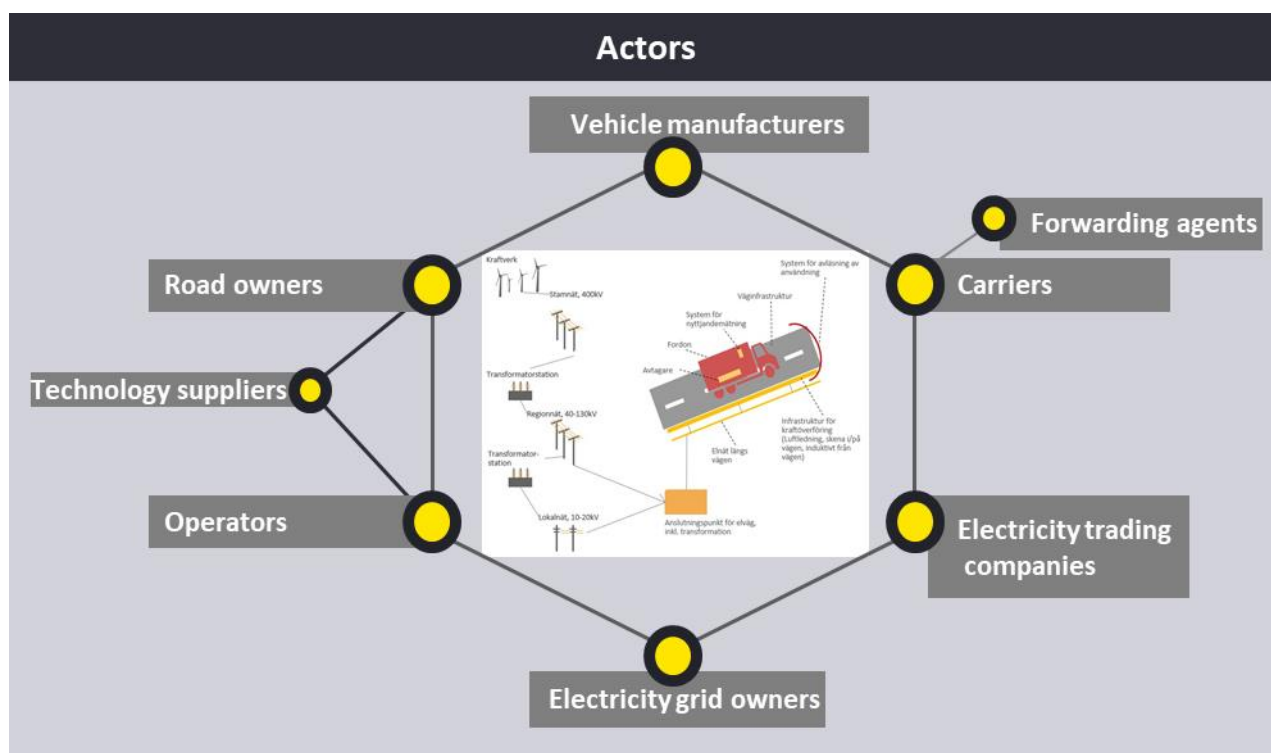 Actors
Vehicle manufacturers
Forwarding agents
Road owners
Carriers
Technology suppliers
Operators
Electricity trading
companies
Electricity grid owners
Kraftverk
Stamnät, 400kV
Transformatorstation
Regionnät, 40-130kV
Transformator-
station
Lokalnät, 10-20kV
System för avläsning av
användning
Väginfrastruktur
System för
nyttjandemätning
Fordon
Avtagare
Elnät längs
vägen
Infrastruktur för
kraftöverföring
(Luftledning, skena i/på
vägen, induktivt från
vägen)
Anslutningspunkt för elväg,
inkl. transformation